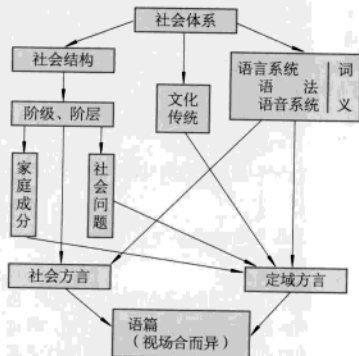 社会体系
社会结构
语言系统 词
语 法
语音系统 义
文化
传统
阶级、阶层
家庭成分
社会问题
社会方言
定域方言
语篇
(视场合而异)